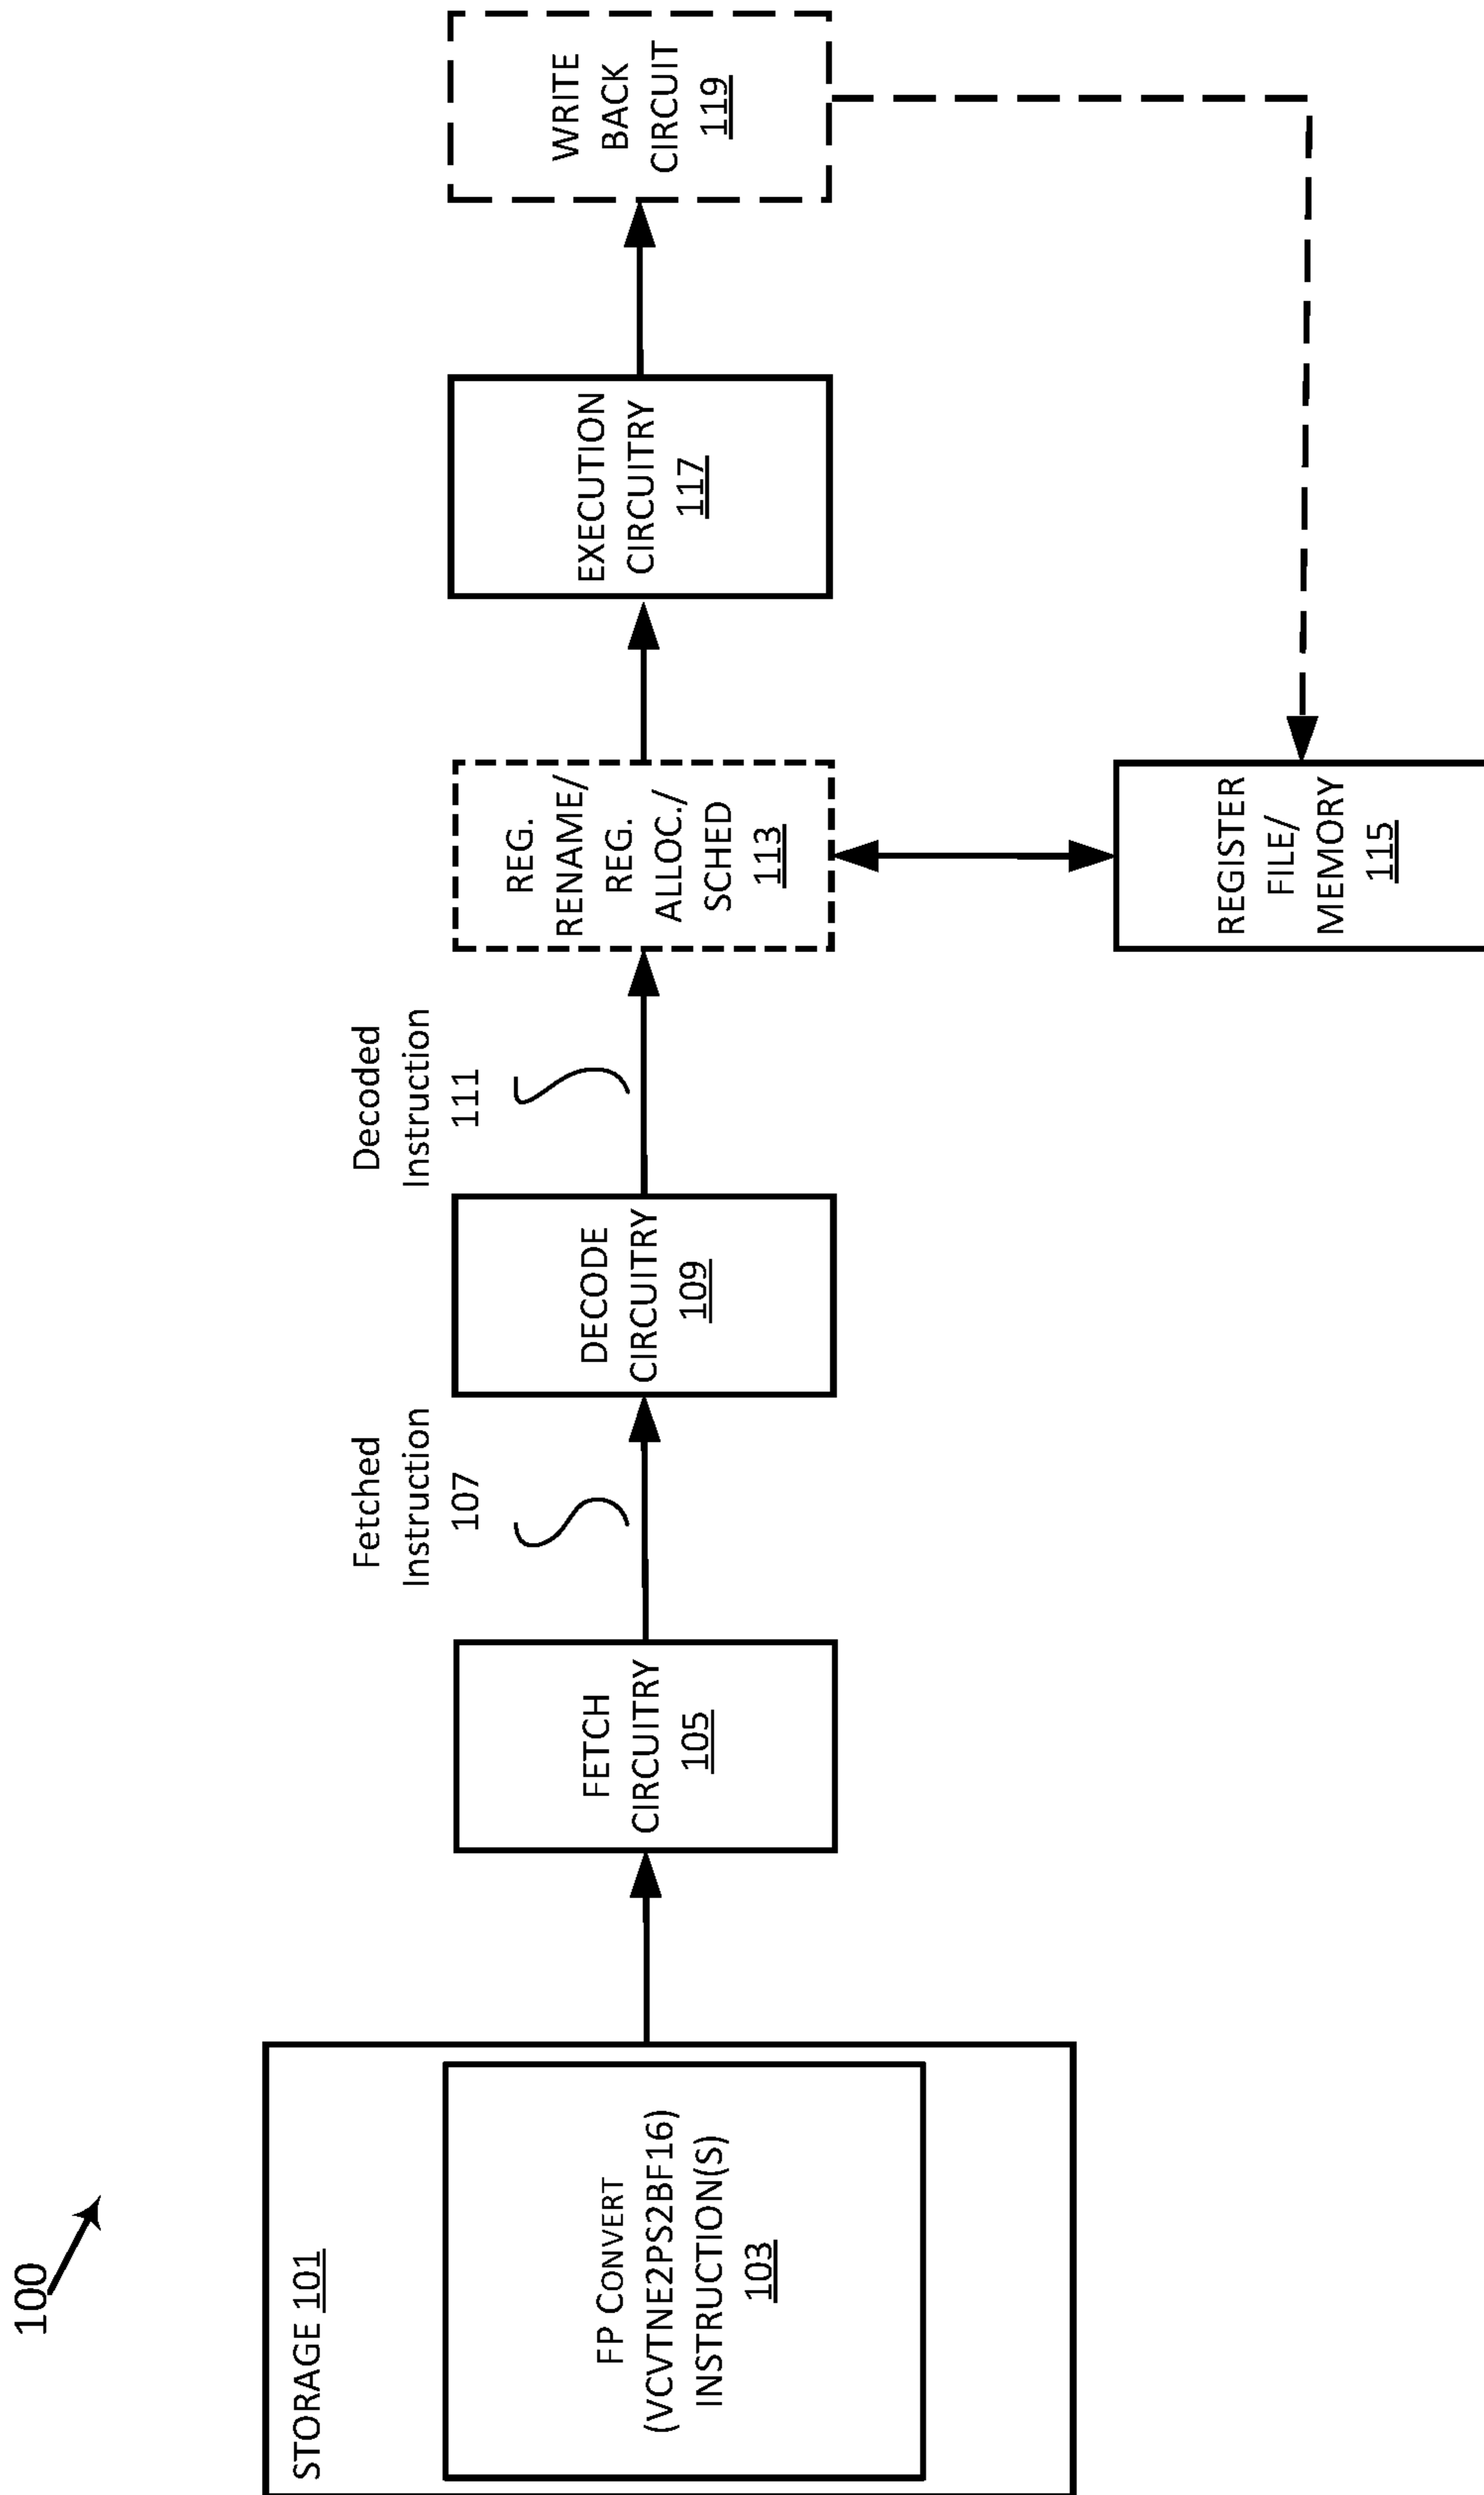 100
STORAGE 101
FP CONVERT
(VCVTNE2PS2BF16)
INSTRUCTION(S)
103
FETCH
CIRCUITRY
105
Fetched
Instruction
107
DECODE
CIRCUITRY
109
Decoded
Instruction
111
REG.
RENAME/
REG.
ALLOC./
SCHED
113
REGISTER
FILE/
MEMORY
115
EXECUTION
CIRCUITRY
117
WRITE
BACK
CIRCUIT
119